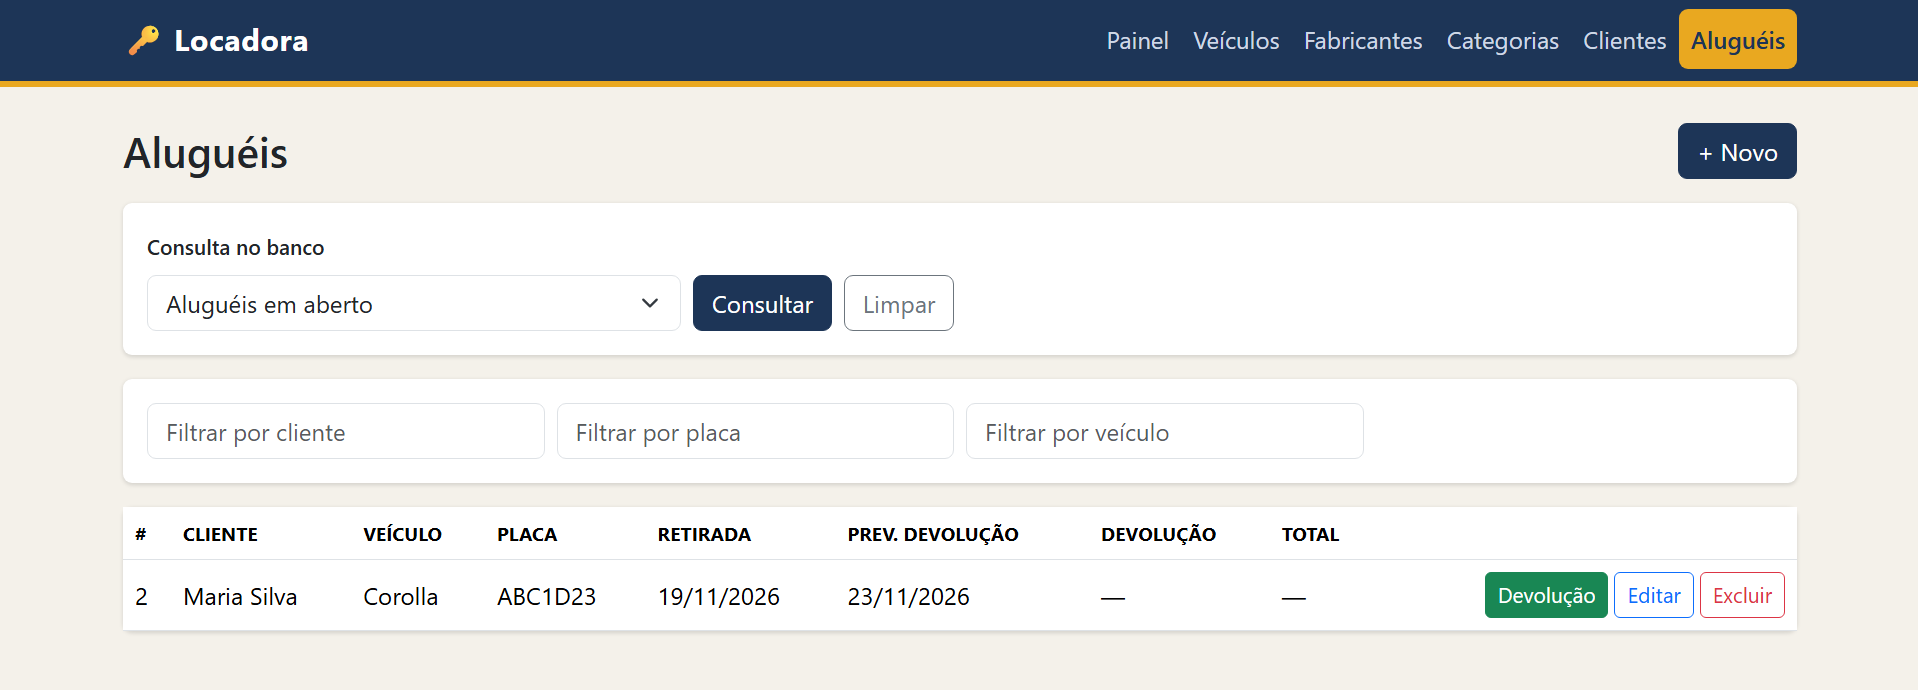 Locadora
Painel Veículos Fabricantes Categorias Clientes Aluguéis
Aluguéis
+ Novo
Consulta no banco
Aluguéis em aberto
Consultar Limpar
Filtrar por cliente Filtrar por placa Filtrar por veículo
# CLIENTE VEÍCULO PLACA RETIRADA PREV. DEVOLUÇÃO DEVOLUÇÃO TOTAL
2 Maria Silva Corolla ABC1D23 19/11/2026 23/11/2026 — — Devolução Editar Excluir